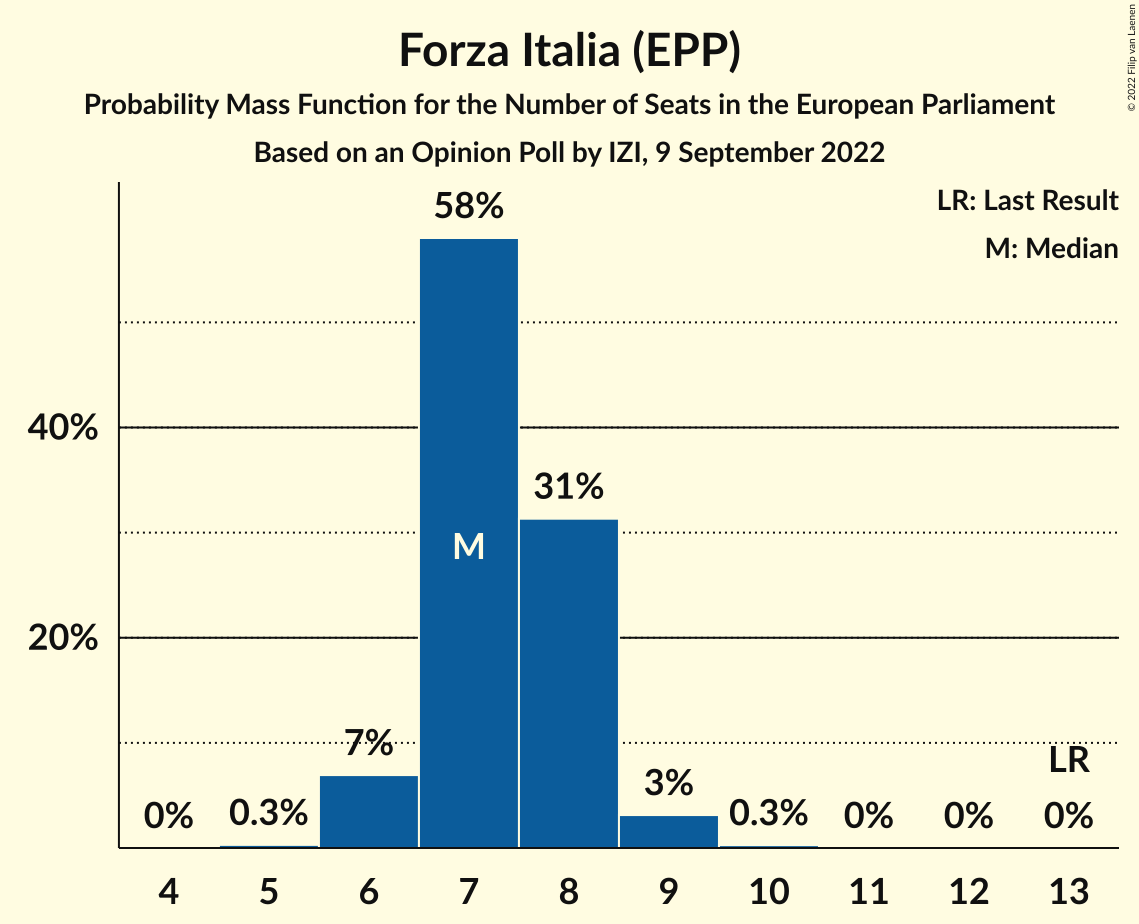 Forza Italia (EPP)
Probability Mass Function for the Number of Seats in the European Parliament
Based on an Opinion Poll by IZI, 9 September 2022
© 2022 Filip van Laenen
LR: Last Result
M: Median
58%
40%
31%
M
20%
7%
LR
3%
0% 0.3% 0.3% 0% 0% 0%
4 5 6 7 8 9 10 11 12 13